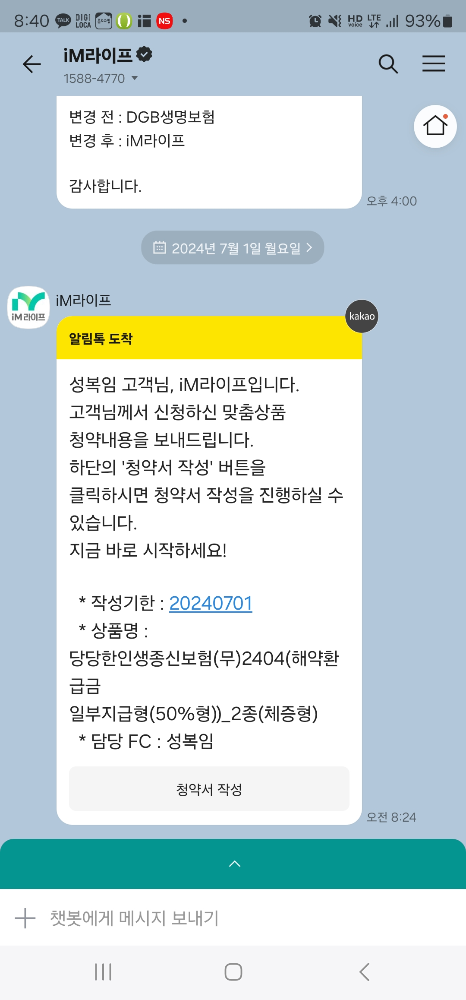 8:40
TALK
DIGI
LOCA
홈&쇼핑
NS
HD
voice
LTE
93%
iM라이프
1588-4770
변경 전 : DGB생명보험
변경 후 : iM라이프
감사합니다.
오후 4:00
2024년 7월 1일 월요일
iM라이프
iM라이프
kakao
알림톡 도착
성복임 고객님, iM라이프입니다.
고객님께서 신청하신 맞춤상품
청약내용을 보내드립니다.
하단의 '청약서 작성' 버튼을
클릭하시면 청약서 작성을 진행하실 수
있습니다.
지금 바로 시작하세요!
* 작성기한 : 20240701
* 상품명 :
당당한인생종신보험(무)2404(해약환
급금
일부지급형(50%형))_2종(체증형)
* 담당 FC : 성복임
청약서 작성
오전 8:24
챗봇에게 메시지 보내기